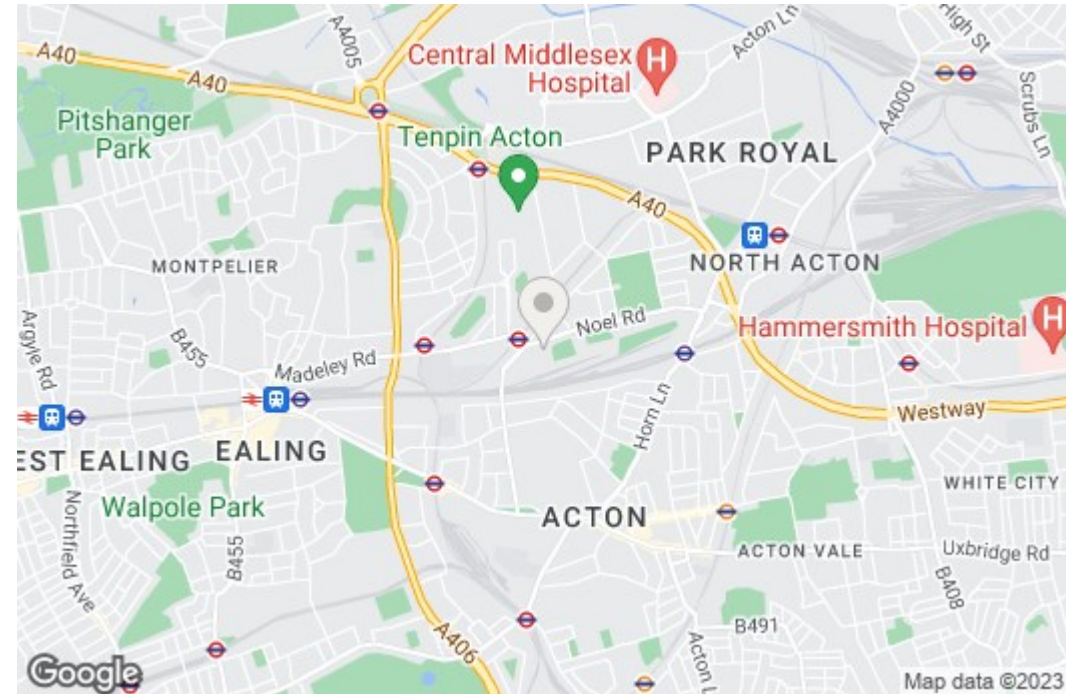 A40
A4005
Central Middlesex
Hospital
H
Acton Ln
High St
Scrubs Ln
A40
A4000
Pitshanger
Park
Tenpin Acton
PARK ROYAL
A40
MONTPELIER
NORTH ACTON
Argyle Rd
B455
Noel Rd
Hammersmith Hospital
H
Madeley Rd
Horn Ln
Westway
EST EALING
EALING
WHITE CITY
Walpole Park
ACTON
Northfield Ave
B455
ACTON VALE
Uxbridge Rd
B408
A406
B491
Acton L
Google
Map data ©2023